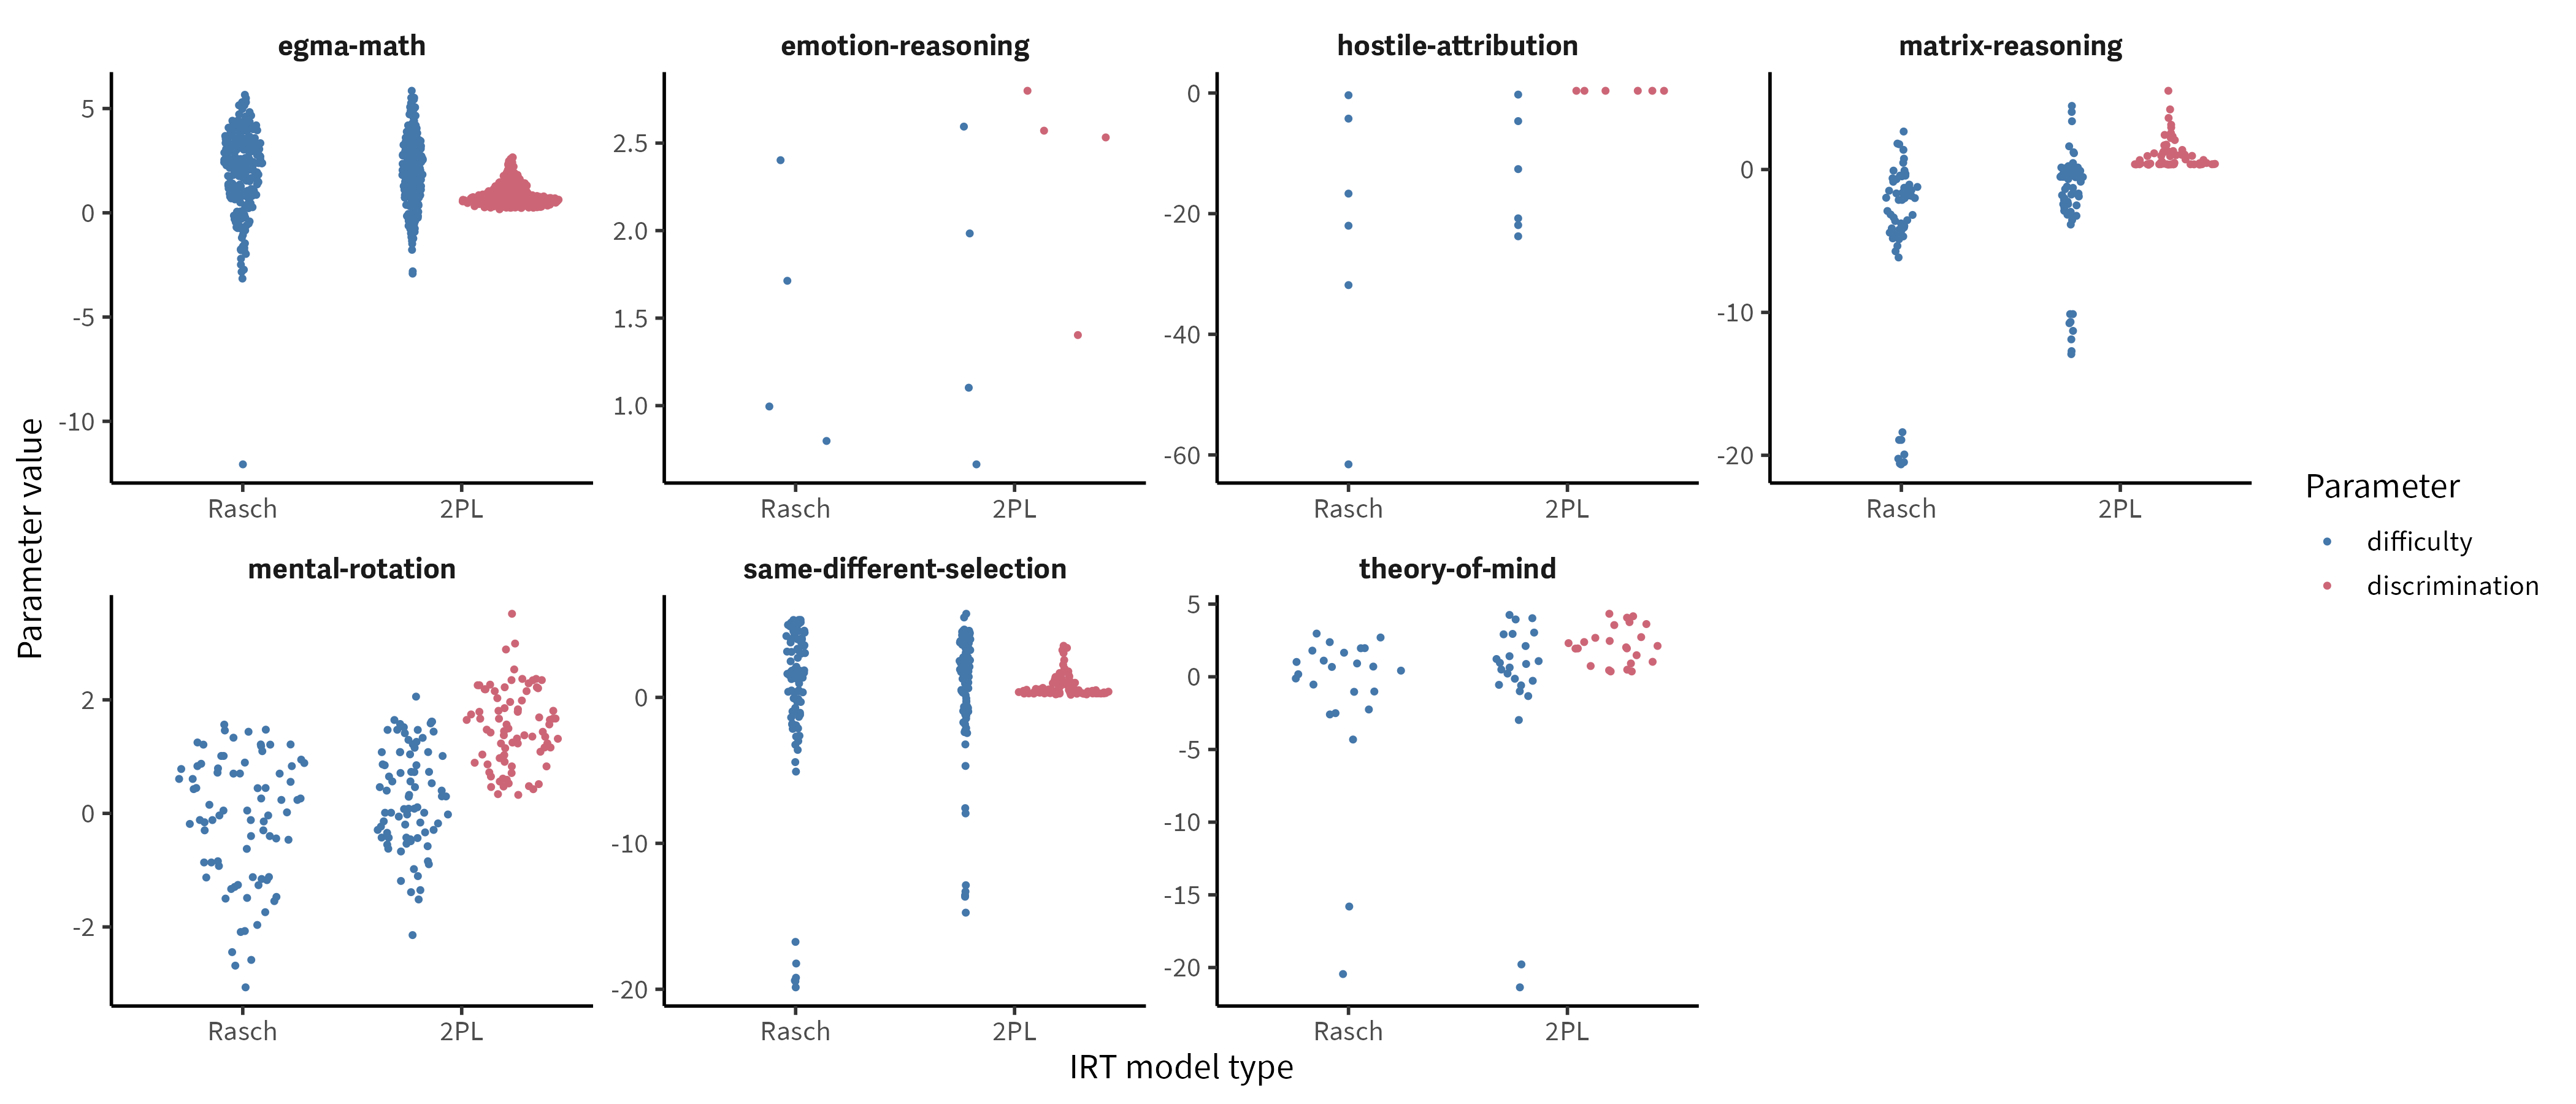 egma-math
emotion-reasoning
hostile-attribution
matrix-reasoning
5
0
-5
-10
Rasch
2PL
2.5
2.0
1.5
1.0
Rasch
2PL
0
-20
-40
-60
Rasch
2PL
0
-10
-20
Rasch
2PL
Parameter value
mental-rotation
same-different-selection
theory-of-mind
2
0
-2
Rasch
2PL
0
-10
-20
Rasch
2PL
5
0
-5
-10
-15
-20
Rasch
2PL
IRT model type
Parameter
difficulty
discrimination